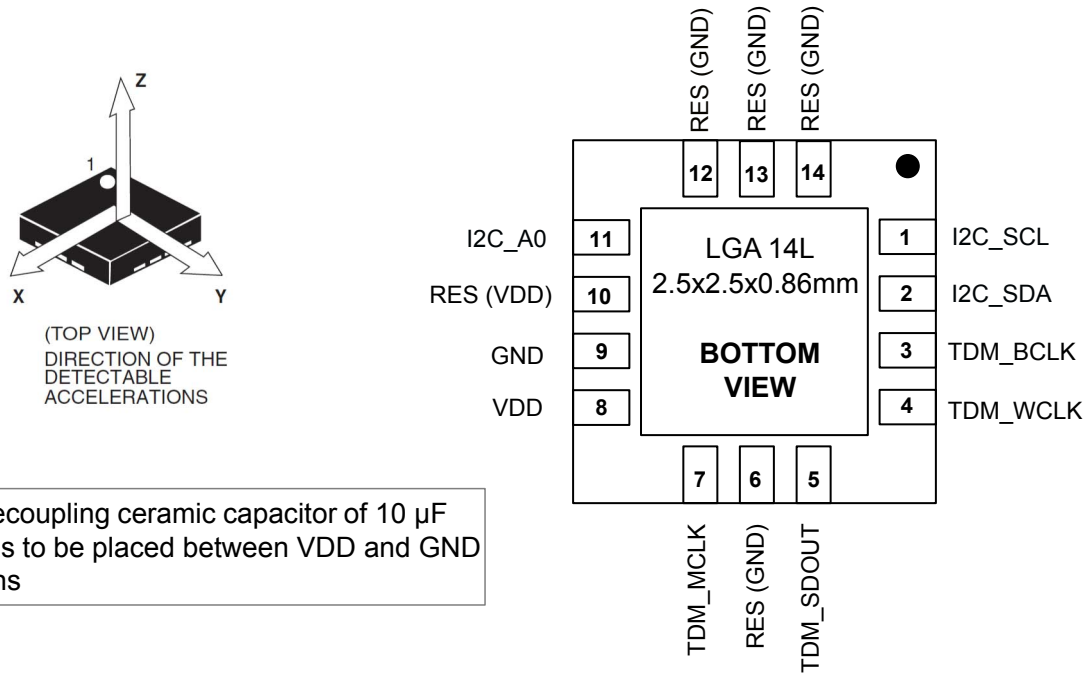 Z
1
X
Y
(TOP VIEW)
DIRECTION OF THE
DETECTABLE
ACCELERATIONS
ecoupling ceramic capacitor of 10 µF
s to be placed between VDD and GND
ns
RES (GND)
RES (GND)
RES (GND)
12
13
14
I2C_A0
11
RES (VDD)
10
GND
9
VDD
8
LGA 14L
2.5x2.5x0.86mm
BOTTOM
VIEW
1
I2C_SCL
2
I2C_SDA
3
TDM_BCLK
4
TDM_WCLK
7
6
5
TDM_MCLK
RES (GND)
TDM_SDOUT